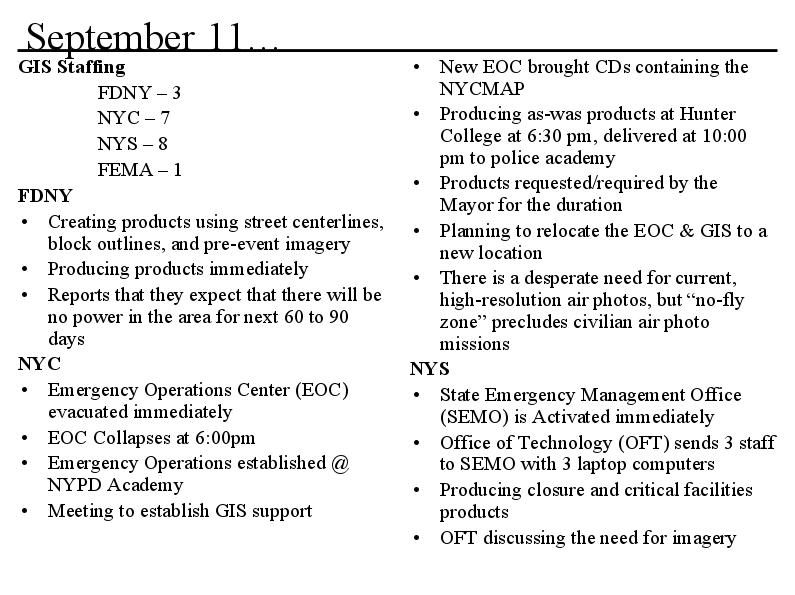 September 11…
GIS Staffing
FDNY – 3
NYC – 7
NYS – 8
FEMA – 1
FDNY
• Creating products using street centerlines,
block outlines, and pre-event imagery
• Producing products immediately
• Reports that they expect that there will be
no power in the area for next 60 to 90
days
NYC
• Emergency Operations Center (EOC)
evacuated immediately
• EOC Collapses at 6:00pm
• Emergency Operations established @
NYPD Academy
• Meeting to establish GIS support
• New EOC brought CDs containing the
NYCMAP
• Producing as-was products at Hunter
College at 6:30 pm, delivered at 10:00
pm to police academy
• Products requested/required by the
Mayor for the duration
• Planning to relocate the EOC & GIS to a
new location
• There is a desperate need for current,
high-resolution air photos, but “no-fly
zone” precludes civilian air photo
missions
NYS
• State Emergency Management Office
(SEMO) is Activated immediately
• Office of Technology (OFT) sends 3 staff
to SEMO with 3 laptop computers
• Producing closure and critical facilities
products
• OFT discussing the need for imagery